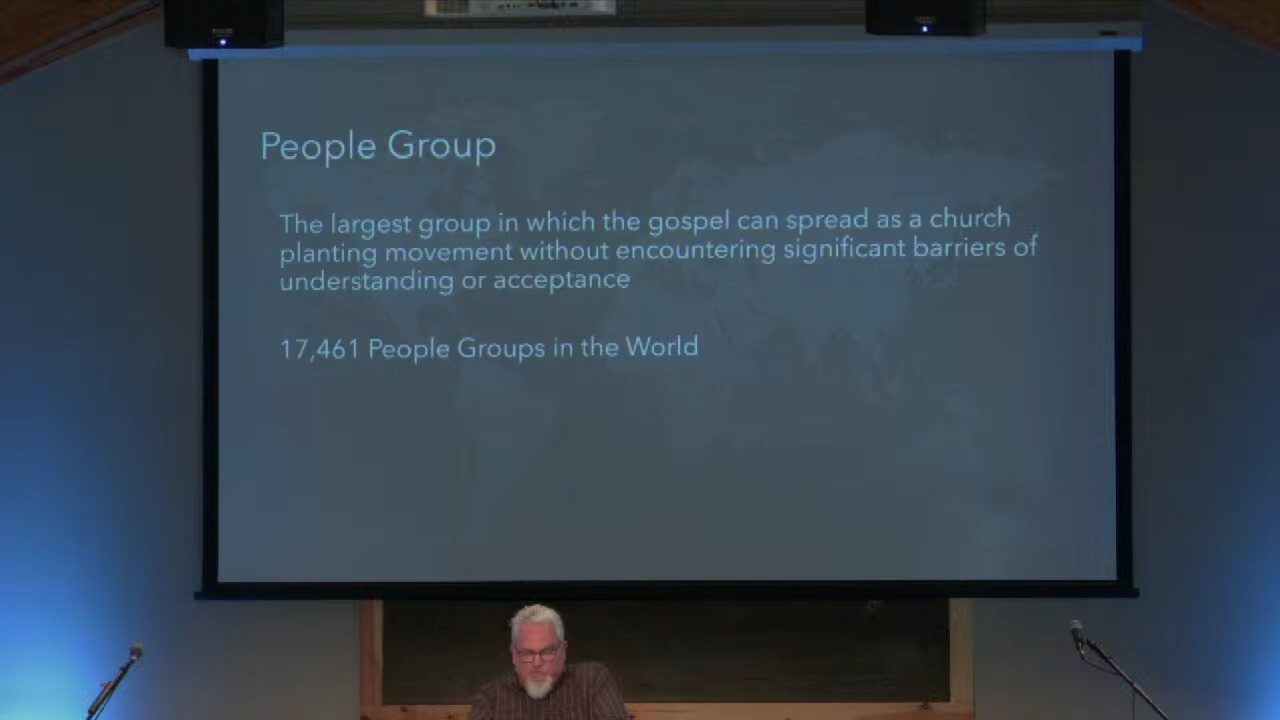 People Group
The largest group in which the gospel can spread as a church
planting movement without encountering significant barriers of
understanding or acceptance
17,461 People Groups in the World